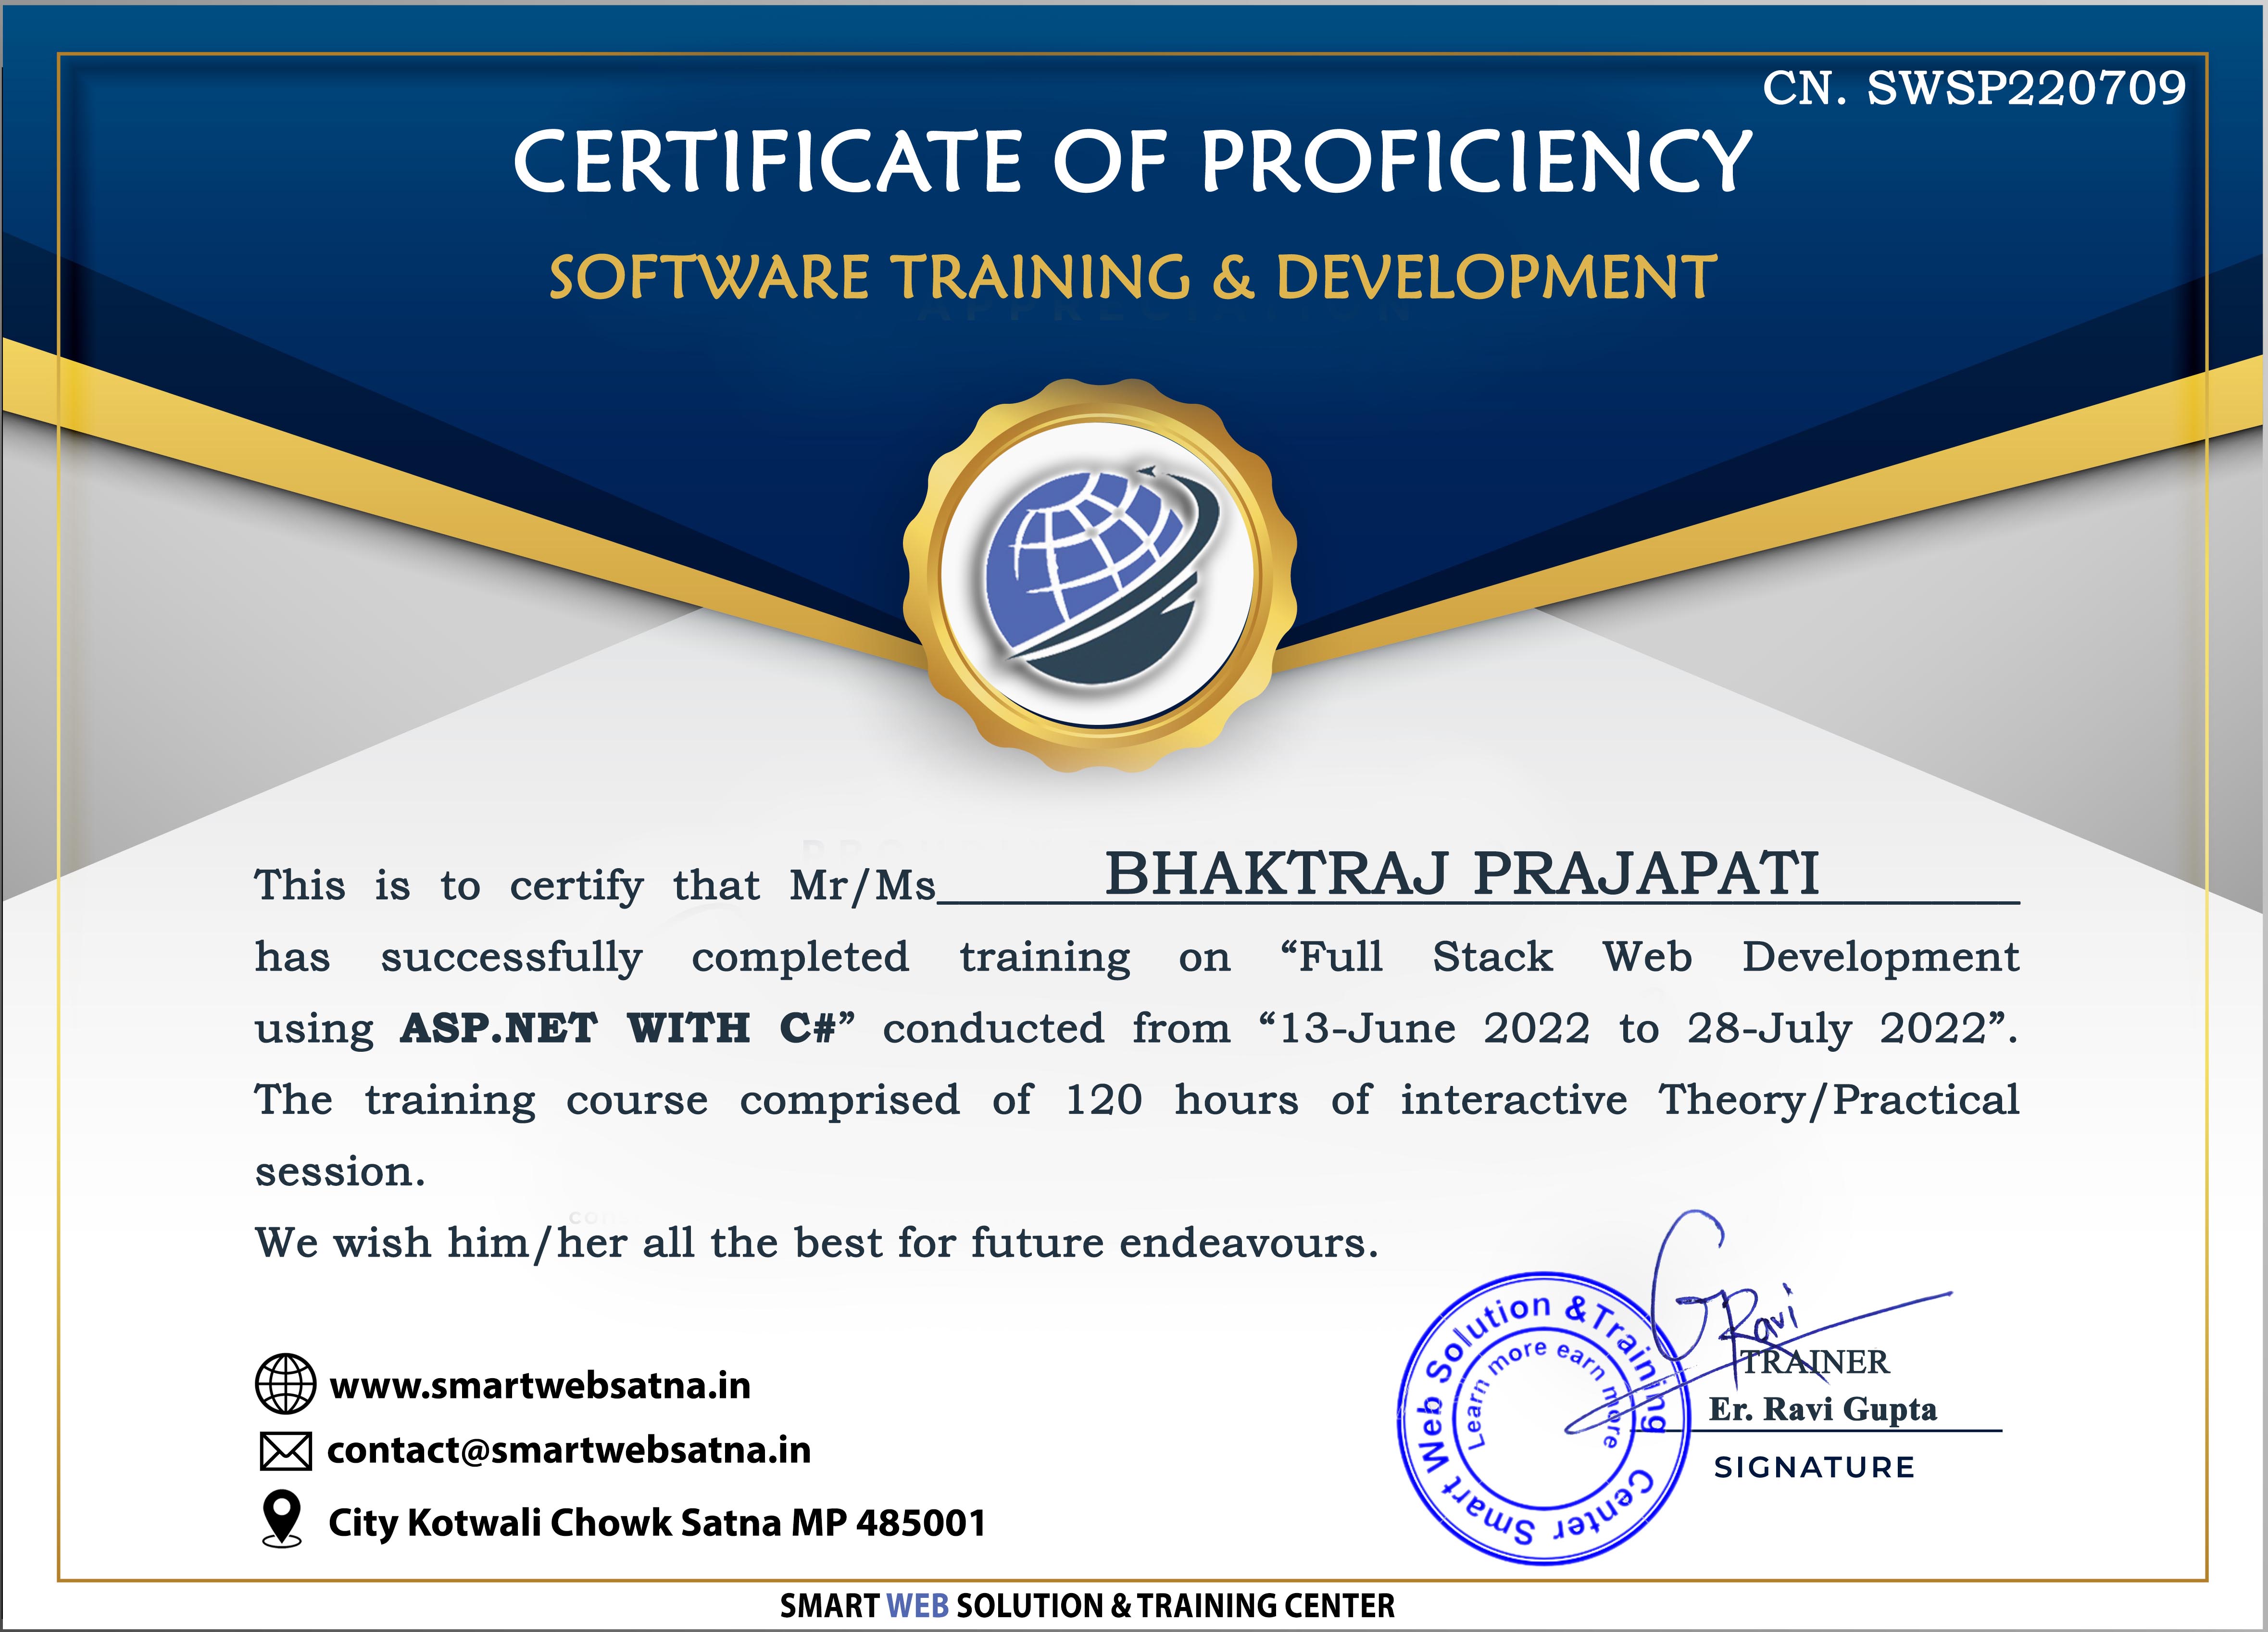 CN. SWSP220709
CERTIFICATE OF PROFICIENCY
SOFTWARE TRAINING & DEVELOPMENT
APPRECIATION
This is to certify that Mr/Ms BHAKTRAJ PRAJAPATI
has successfully completed training on “Full Stack Web Development
using ASP.NET WITH C#” conducted from “13-June 2022 to 28-July 2022”.
The training course comprised of 120 hours of interactive Theory/Practical
session.
We wish him/her all the best for future endeavours.
www.smartwebsatna.in
contact@smartwebsatna.in
City Kotwali Chowk Satna MP 485001
Smart Web Solution & Training Center
Learn more earn more
G Ravi
TRAINER
Er. Ravi Gupta
SIGNATURE
SMART WEB SOLUTION & TRAINING CENTER